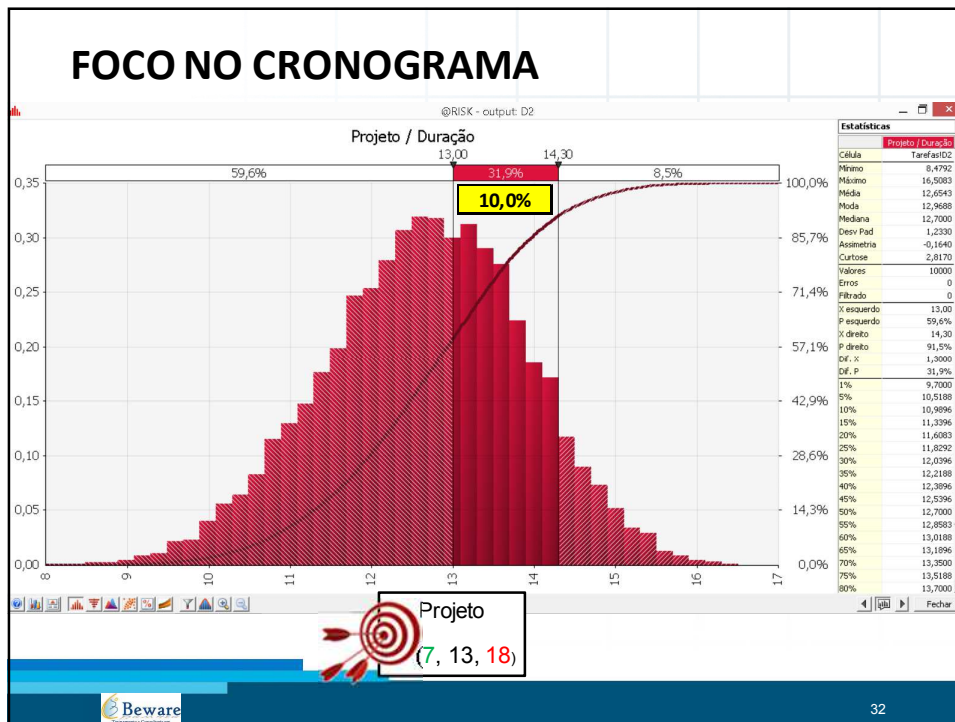 FOCO NO CRONOGRAMA
@RISK - output: D2
Projeto / Duração
13,00 14,30
59,6% 31,9% 8,5%
10,0%
0,35
0,30
0,25
0,20
0,15
0,10
0,05
0,00
100,0%
85,7%
71,4%
57,1%
42,9%
28,6%
14,3%
0,0%
8 9 10 11 12 13 14 15 16 17
Estatísticas
Projeto / Duração
Célula Tarefas!D2
Mínimo 8,4792
Máximo 16,5083
Média 12,6543
Moda 12,9688
Mediana 12,7000
Desv Pad 1,2330
Assimetria -0,1640
Curtose 2,8170
Valores 10000
Erros 0
Filtrado 0
X esquerdo 13,00
P esquerdo 59,6%
X direito 14,30
P direito 91,5%
Dif. X 1,3000
Dif. P 31,9%
1% 9,7000
5% 10,5188
10% 10,9896
15% 11,3396
20% 11,6083
25% 11,8292
30% 12,0396
35% 12,2188
40% 12,3896
45% 12,5396
50% 12,7000
55% 12,8583
60% 13,0188
65% 13,1896
70% 13,3500
75% 13,5188
80% 13,7000
Fechar
Projeto
(7, 13, 18)
Beware
32